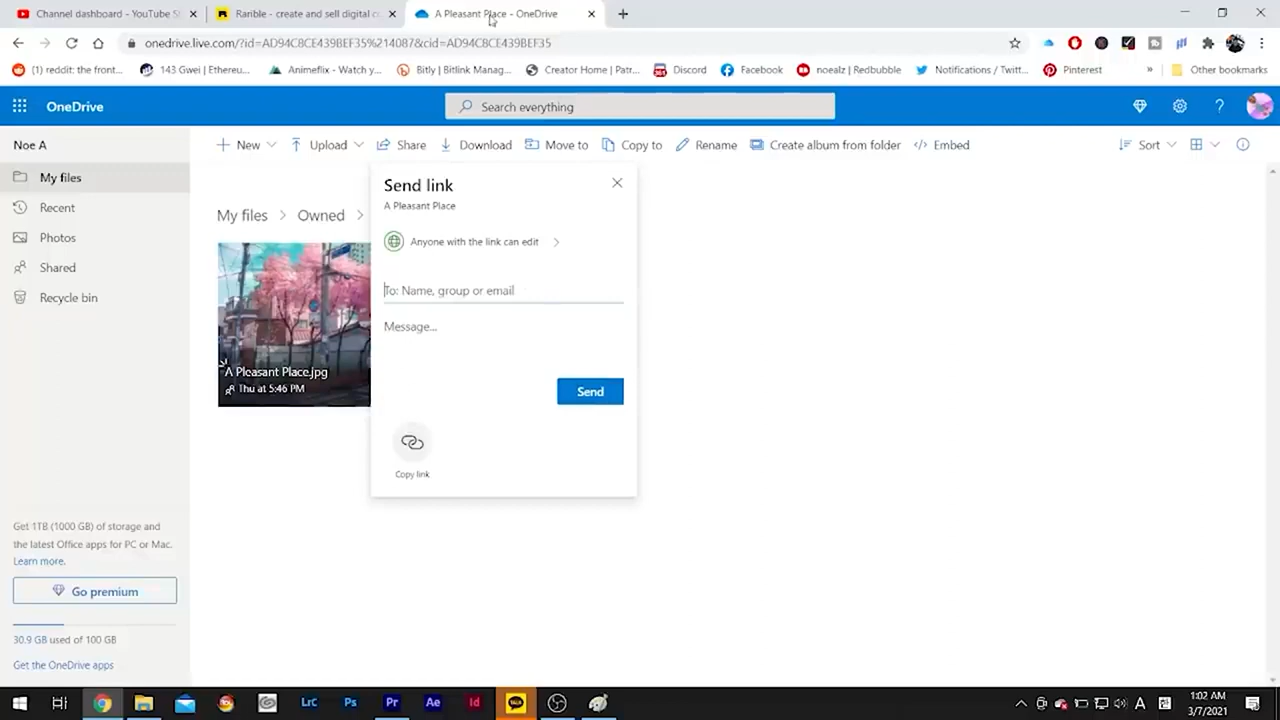 Channel dashboard - YouTube St
Rarible - create and sell digital co
A Pleasant Place - OneDrive
onedrive.live.com/?id=AD94C8CE439BEF35%214087&cid=AD94C8CE439BEF35
(1) reddit: the front...
143 Gwei | Ethereu...
Animeflix - Watch y...
Bitly | Bitlink Manag...
Creator Home | Patr...
Discord
Facebook
noealz | Redbubble
Notifications / Twitt...
Pinterest
Other bookmarks
OneDrive
Search everything
Noe A
New
Upload
Share
Download
Move to
Copy to
Rename
Create album from folder
Embed
Sort
My files
Recent
Photos
Shared
Recycle bin
My files > Owned >
A Pleasant Place.jpg
Thu at 5:46 PM
Send link
A Pleasant Place
Anyone with the link can edit
To: Name, group or email
Message...
Send
Copy link
Get 1TB (1000 GB) of storage and
the latest Office apps for PC or Mac.
Learn more.
Go premium
30.9 GB used of 100 GB
Get the OneDrive apps
LrC
Ps
Pr
Ae
Id
TALK
A
1:02 AM
3/7/2021